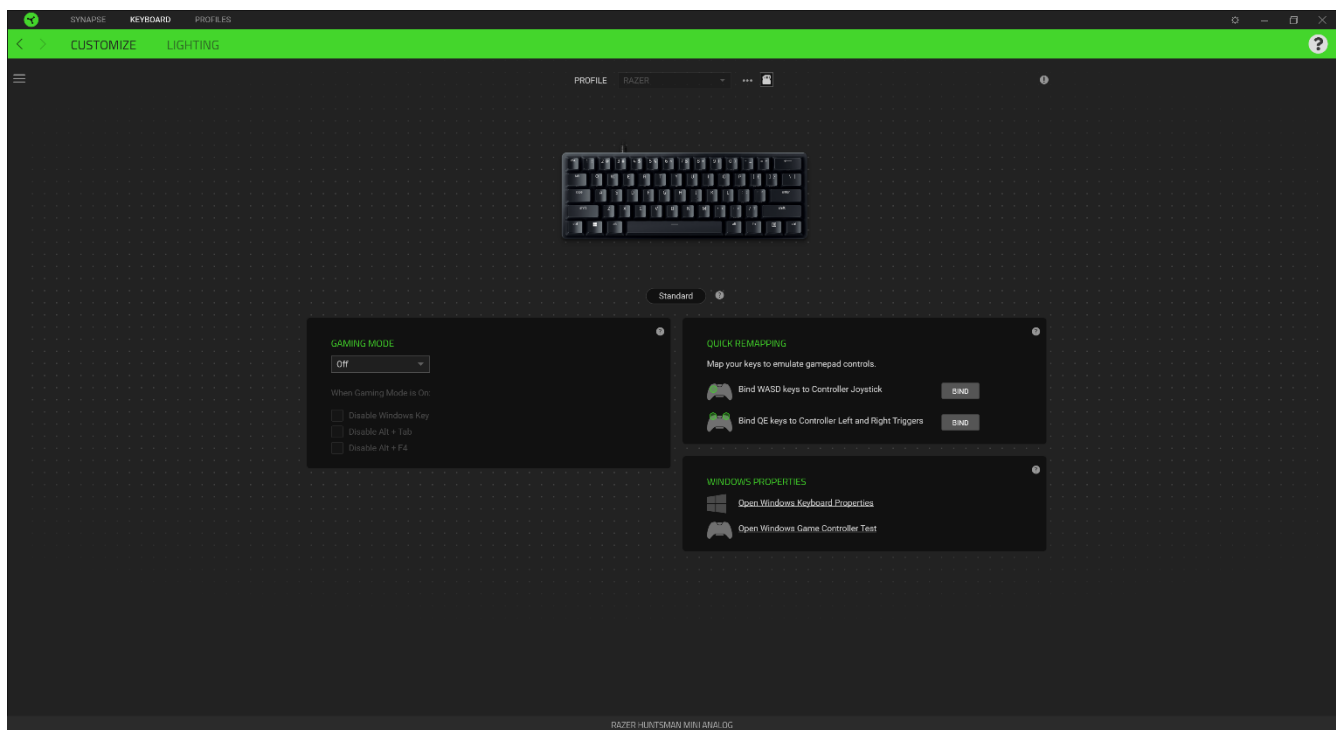 SYNAPSE KEYBOARD PROFILES
CUSTOMIZE LIGHTING
PROFILE RAZER
Standard
GAMING MODE
Off
When Gaming Mode is On:
Disable Windows Key
Disable Alt + Tab
Disable Alt + F4
QUICK REMAPPING
Map your keys to emulate gamepad controls.
Bind WASD keys to Controller Joystick BIND
Bind QE keys to Controller Left and Right Triggers BIND
WINDOWS PROPERTIES
Open Windows Keyboard Properties
Open Windows Game Controller Test
RAZER HUNTSMAN MINI ANALOG